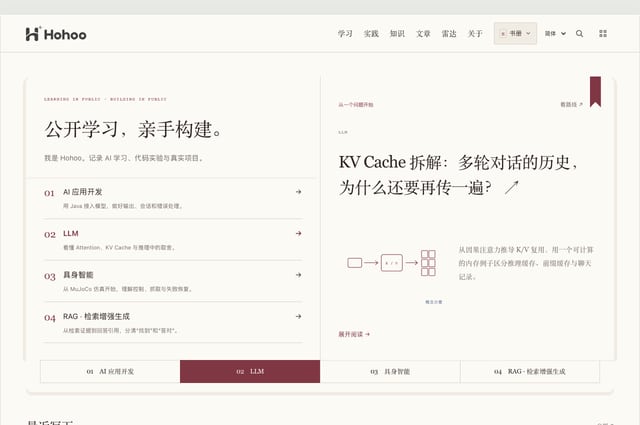 Hohoo
学习 实践 知识 文章 雷达 关于 书册 简体
LEARNING IN PUBLIC · BUILDING IN PUBLIC
公开学习，亲手构建。
我是 Hohoo。记录 AI 学习、代码实验与真实项目。
01 AI 应用开发 →
用 Java 接入模型，做好输出、会话和错误处理。
02 LLM →
看懂 Attention、KV Cache 与推理中的取舍。
03 具身智能 →
从 MuJoCo 仿真开始，理解控制、抓取与失败恢复。
04 RAG · 检索增强生成 →
从检索证据到回答引用，分清“找到”和“答对”。
从一个问题开始
看路线 ↗
LLM
KV Cache 拆解：多轮对话的历史，
为什么还要再传一遍？ ↗
K / V
从因果注意力推导 K/V 复用，用一个可计算
的内存例子区分推理缓存、前缀缓存与聊天
记录。
概念示意
展开阅读 →
01 AI 应用开发
02 LLM
03 具身智能
04 RAG · 检索增强生成